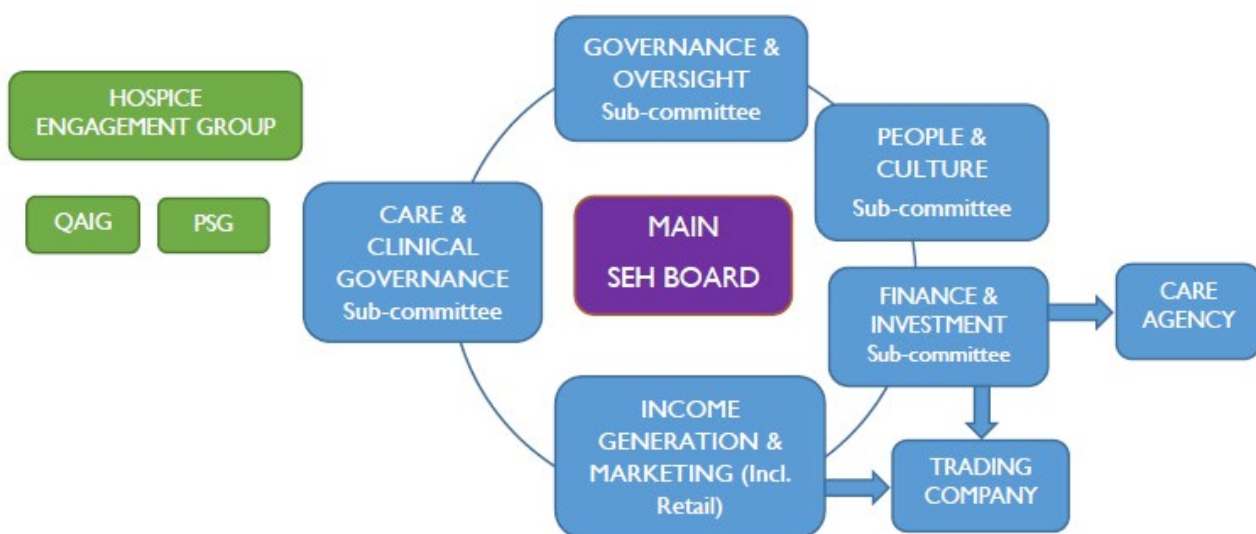 HOSPICE
ENGAGEMENT GROUP
QAIG
PSG
GOVERNANCE &
OVERSIGHT
Sub-committee
PEOPLE &
CULTURE
Sub-committee
CARE &
CLINICAL
GOVERNANCE
Sub-committee
MAIN
SEH BOARD
FINANCE &
INVESTMENT
Sub-committee
CARE
AGENCY
INCOME
GENERATION &
MARKETING (Incl.
Retail)
TRADING
COMPANY